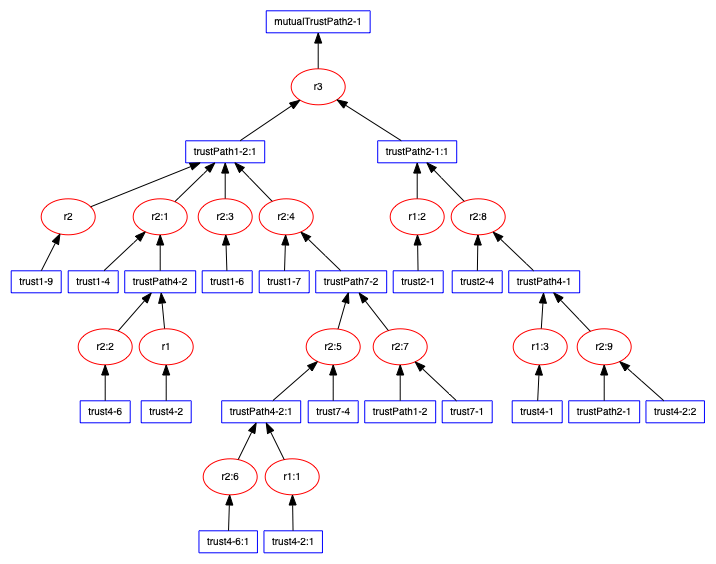 mutualTrustPath2-1
r3
trustPath1-2:1
trustPath2-1:1
r2
r2:1
r2:3
r2:4
r1:2
r2:8
trust1-9
trust1-4
trustPath4-2
trust1-6
trust1-7
trustPath7-2
trust2-1
trust2-4
trustPath4-1
r2:2
r1
r2:5
r2:7
r1:3
r2:9
trust4-6
trust4-2
trustPath4-2:1
trust7-4
trustPath1-2
trust7-1
trust4-1
trustPath2-1
trust4-2:2
r2:6
r1:1
trust4-6:1
trust4-2:1